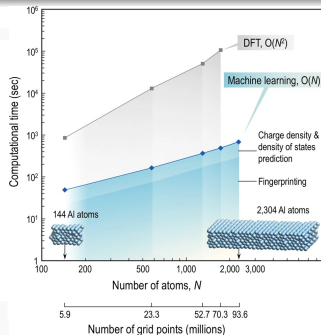 10⁶
10⁵
10⁴
10³
10²
10¹
1
Computational time (sec)
DFT, O(N²)
Machine learning, O(N)
Charge density &
density of states
prediction
Fingerprinting
144 Al atoms
2,304 Al atoms
100 200 500 1,000 2,000 3,000
Number of atoms, N
5.9 23.3 52.7 70.3 93.6
Number of grid points (millions)